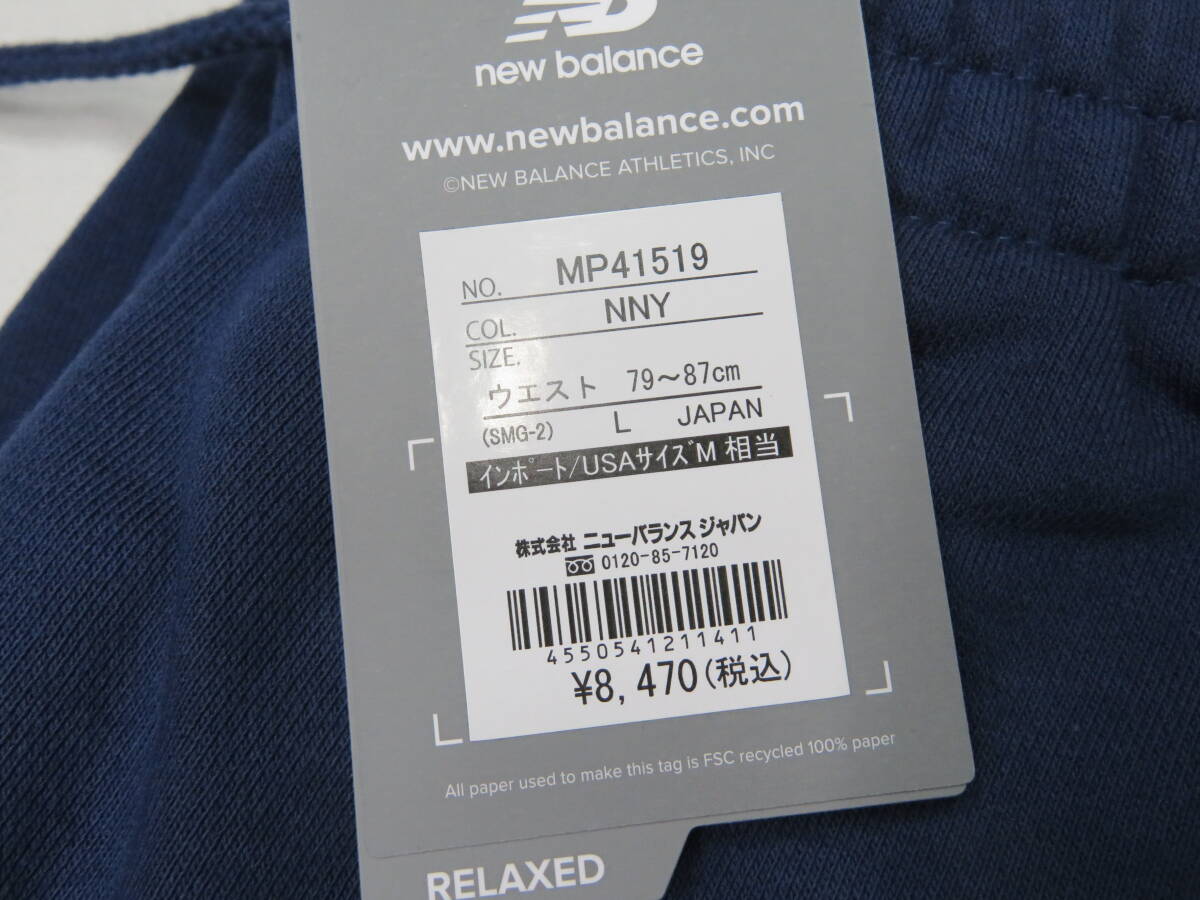 new balance
www.newbalance.com
©NEW BALANCE ATHLETICS, INC
NO. MP41519
COL. NNY
SIZE.
ウエスト 79～87cm
(SMG-2) L JAPAN
インポート/USAサイズM 相当
株式会社 ニューバランス ジャパン
0120-85-7120
4550541211411
¥8,470(税込)
All paper used to make this tag is FSC recycled 100% paper
RELAXED